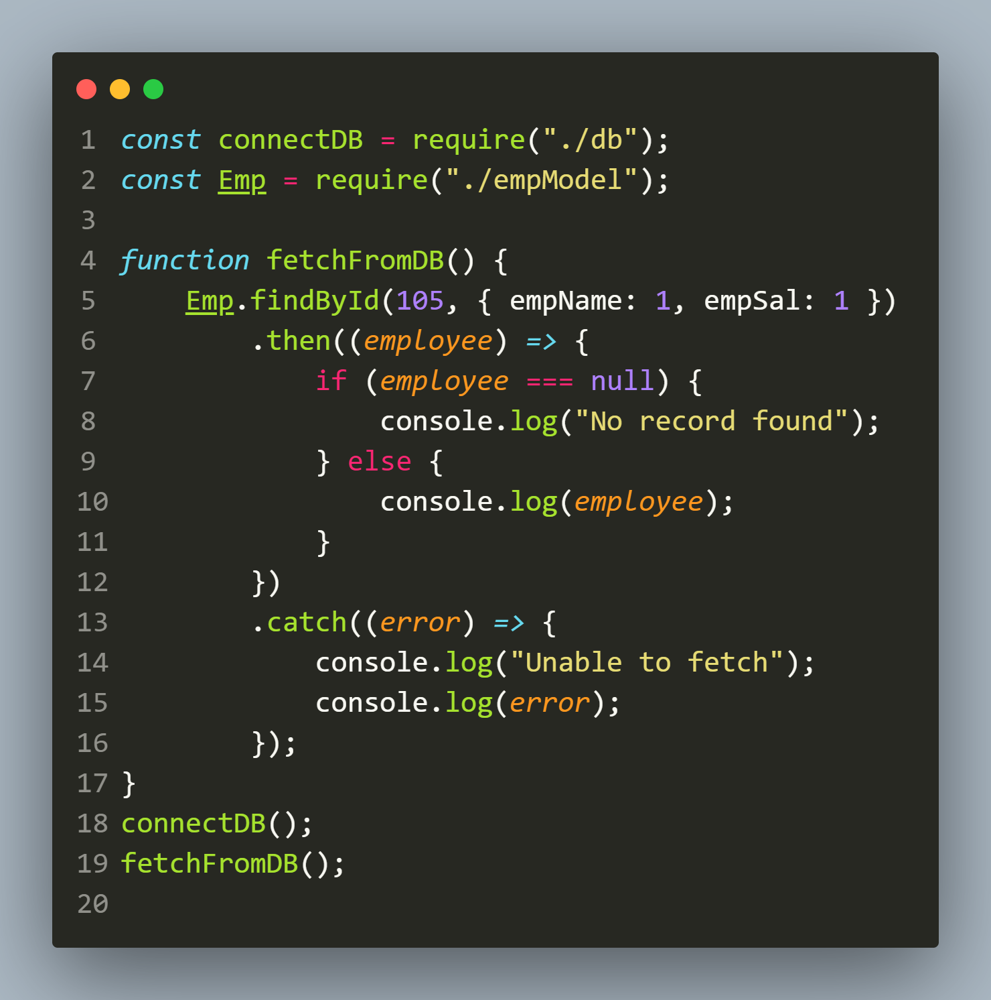 1 const connectDB = require("./db");
2 const Emp = require("./empModel");
3
4 function fetchFromDB() {
5     Emp.findById(105, { empName: 1, empSal: 1 })
6         .then((employee) => {
7             if (employee === null) {
8                 console.log("No record found");
9             } else {
10                 console.log(employee);
11             }
12         })
13         .catch((error) => {
14             console.log("Unable to fetch");
15             console.log(error);
16         });
17 }
18 connectDB();
19 fetchFromDB();
20